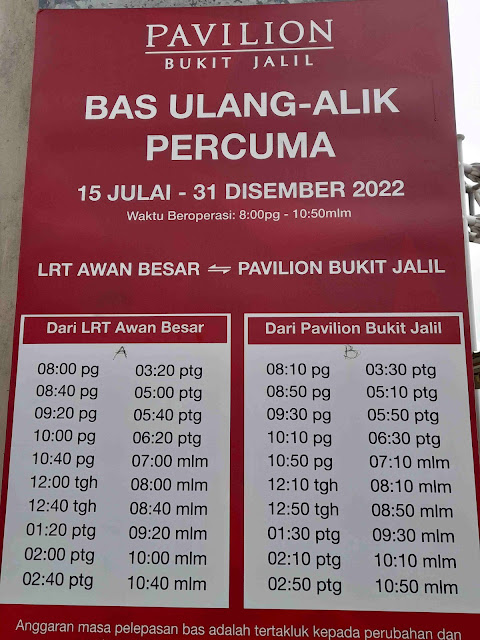 PAVILION
BUKIT JALIL
BAS ULANG-ALIK
PERCUMA
15 JULAI - 31 DISEMBER 2022
Waktu Beroperasi: 8:00pg - 10:50mlm
LRT AWAN BESAR ⇋ PAVILION BUKIT JALIL
Dari LRT Awan Besar
A
08:00 pg 03:20 ptg
08:40 pg 05:00 ptg
09:20 pg 05:40 ptg
10:00 pg 06:20 ptg
10:40 pg 07:00 mlm
12:00 tgh 08:00 mlm
12:40 tgh 08:40 mlm
01:20 ptg 09:20 mlm
02:00 ptg 10:00 mlm
02:40 ptg 10:40 mlm
Dari Pavilion Bukit Jalil
B
08:10 pg 03:30 ptg
08:50 pg 05:10 ptg
09:30 pg 05:50 ptg
10:10 pg 06:30 ptg
10:50 pg 07:10 mlm
12:10 tgh 08:10 mlm
12:50 tgh 08:50 mlm
01:30 ptg 09:30 mlm
02:10 ptg 10:10 mlm
02:50 ptg 10:50 mlm
Anggaran masa pelepasan bas adalah tertakluk kepada perubahan dan